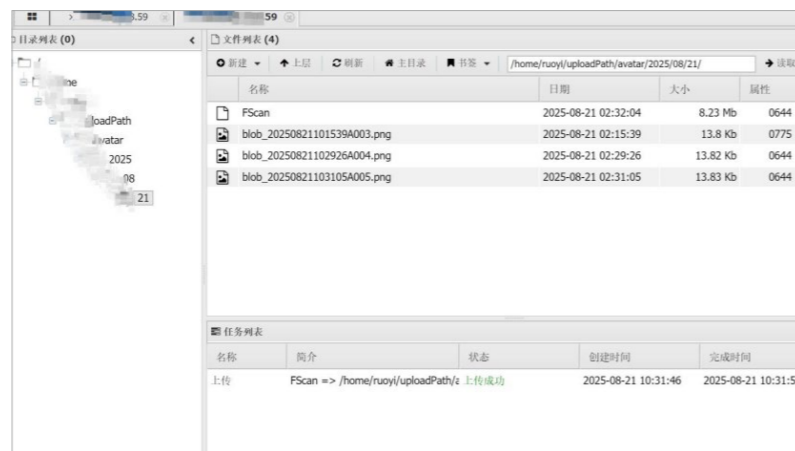 .59
59
目录列表 (0)
文件列表 (4)
新建 上层 刷新 主目录 书签 /home/ruoyi/uploadPath/avatar/2025/08/21/ 读取
名称 日期 大小 属性
FScan 2025-08-21 02:32:04 8.23 Mb 0644
blob_20250821101539A003.png 2025-08-21 02:15:39 13.8 Kb 0775
blob_20250821102926A004.png 2025-08-21 02:29:26 13.82 Kb 0644
blob_20250821103105A005.png 2025-08-21 02:31:05 13.83 Kb 0644
/
me
loadPath
vatar
2025
08
21
任务列表
名称 简介 状态 创建时间 完成时间
上传 FScan => /home/ruoyi/uploadPath/a 上传成功 2025-08-21 10:31:46 2025-08-21 10:31:5